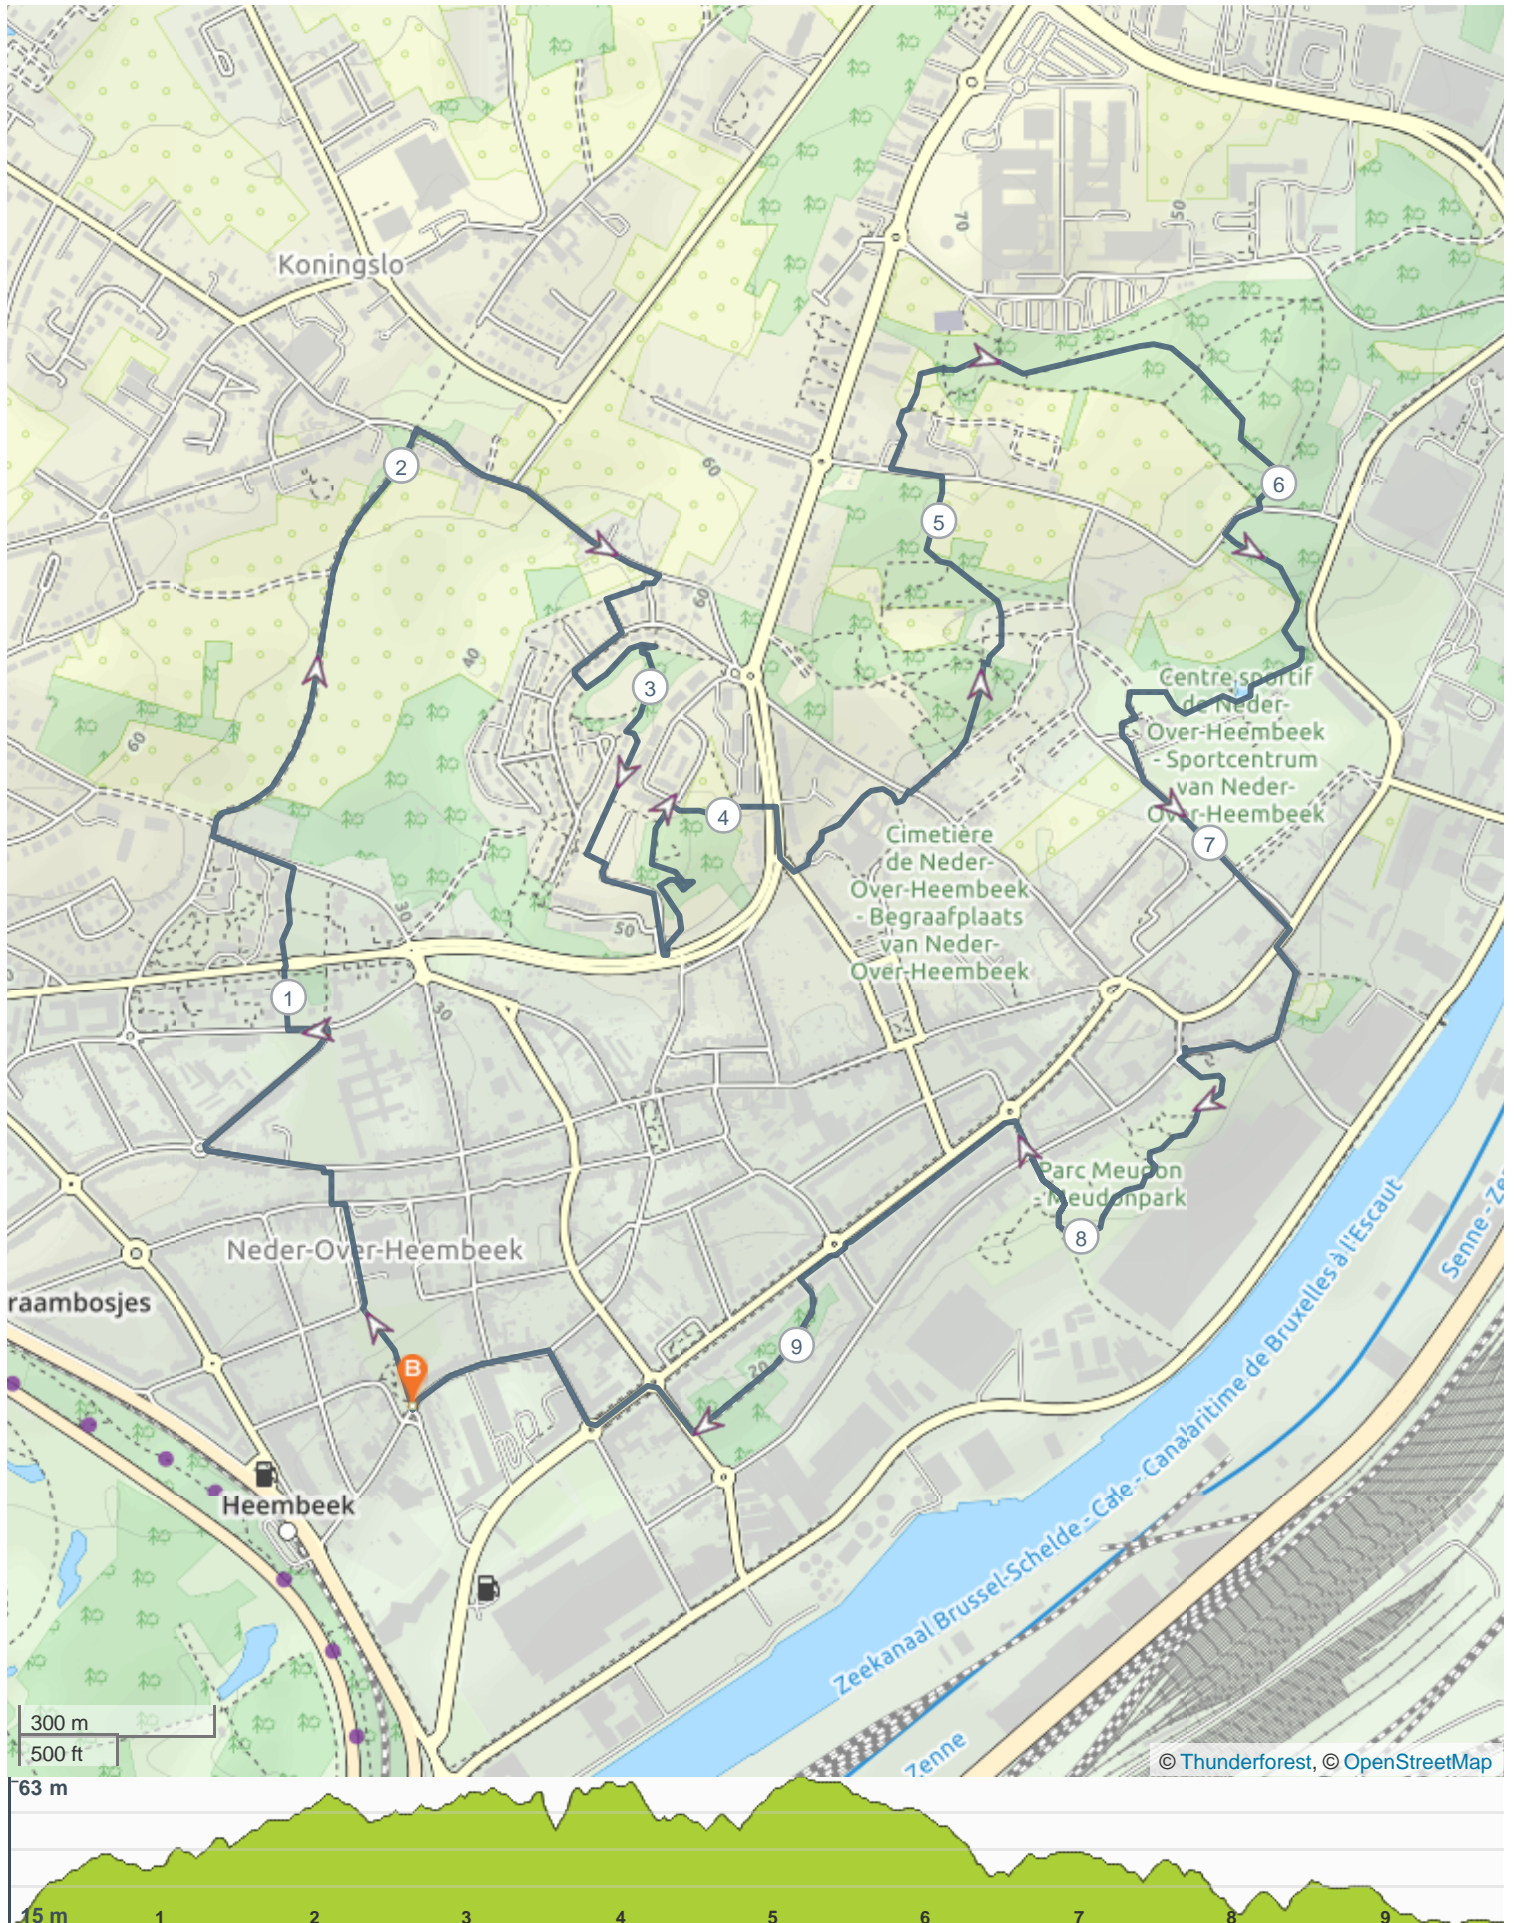 Koningslo
70
50
2
60
6
5
60
40
3
60
Centre sportif
de Neder-
Over-Heembeek
- Sportcentrum
van Neder-
Over-Heembeek
4
7
Cimetière
de Neder-
Over-Heembeek
- Begraafplaats
van Neder-
Over-Heembeek
30
50
1
30
Parc Meudon
- Meudonpark
8
Neder-Over-Heembeek
raambosjes
B
9
20
Heembeek
Zeekanaal Brussel-Schelde - Cale - Canal maritime de Bruxelles à l'Escaut
Senne - Ze
Zenne
300 m
500 ft
© Thunderforest, © OpenStreetMap
63 m
15 m 1 2 3 4 5 6 7 8 9